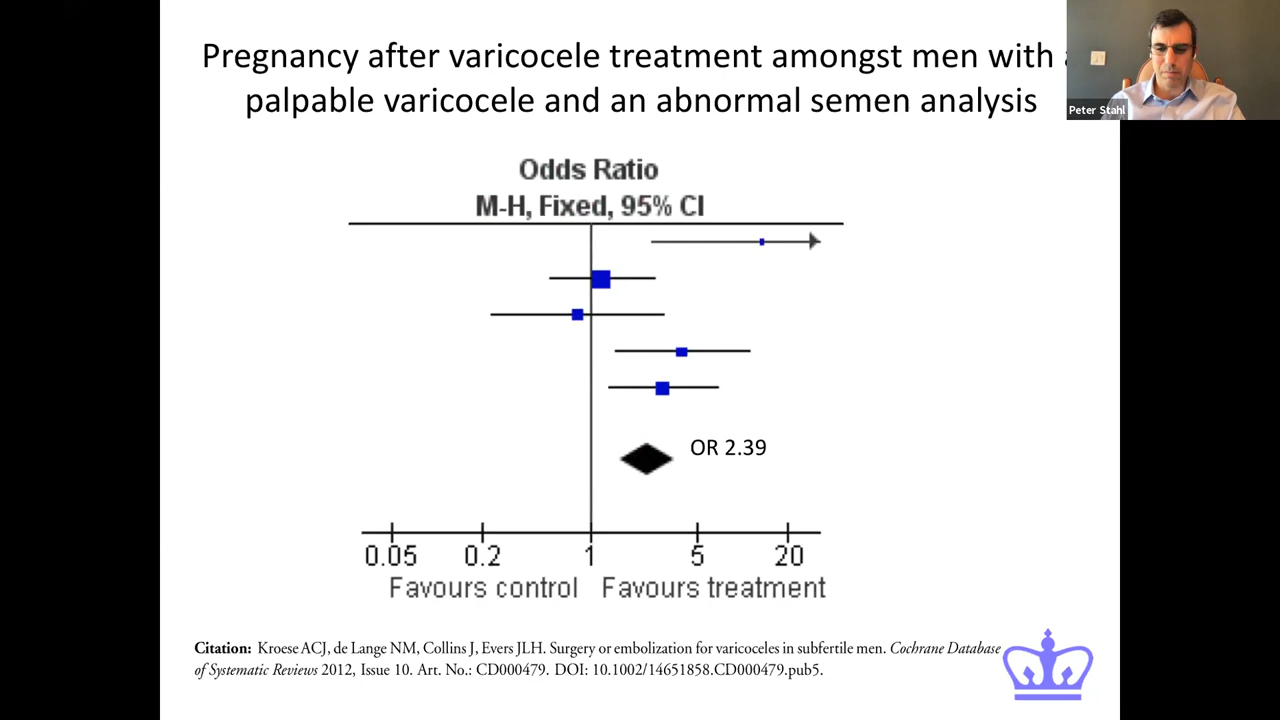 Pregnancy after varicocele treatment amongst men with a
palpable varicocele and an abnormal semen analysis
Peter Stahl
Odds Ratio
M-H, Fixed, 95% CI
OR 2.39
0.05 0.2 1 5 20
Favours control Favours treatment
Citation: Kroese ACJ, de Lange NM, Collins J, Evers JLH. Surgery or embolization for varicoceles in subfertile men. Cochrane Database
of Systematic Reviews 2012, Issue 10. Art. No.: CD000479. DOI: 10.1002/14651858.CD000479.pub5.